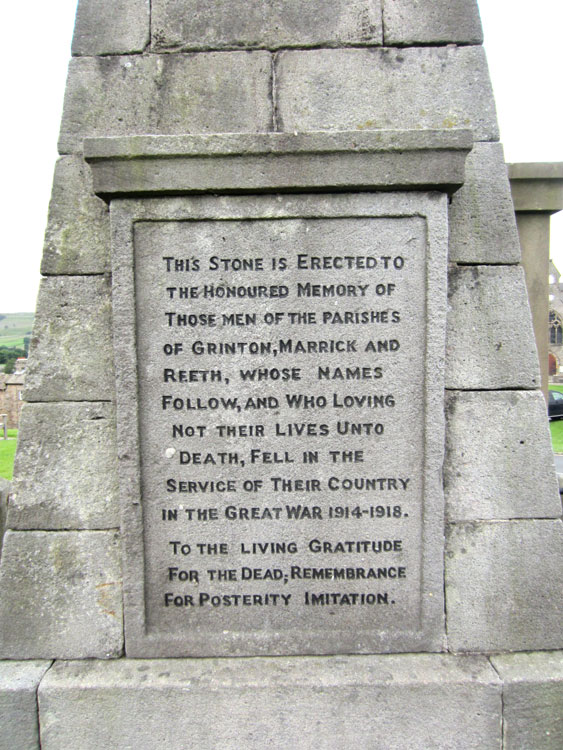 THIS STONE IS ERECTED TO
THE HONOURED MEMORY OF
THOSE MEN OF THE PARISHES
OF GRINTON, MARRICK AND
REETH, WHOSE NAMES
FOLLOW, AND WHO LOVING
NOT THEIR LIVES UNTO
DEATH, FELL IN THE
SERVICE OF THEIR COUNTRY
IN THE GREAT WAR 1914-1918.
TO THE LIVING GRATITUDE
FOR THE DEAD; REMEMBRANCE
FOR POSTERITY IMITATION.